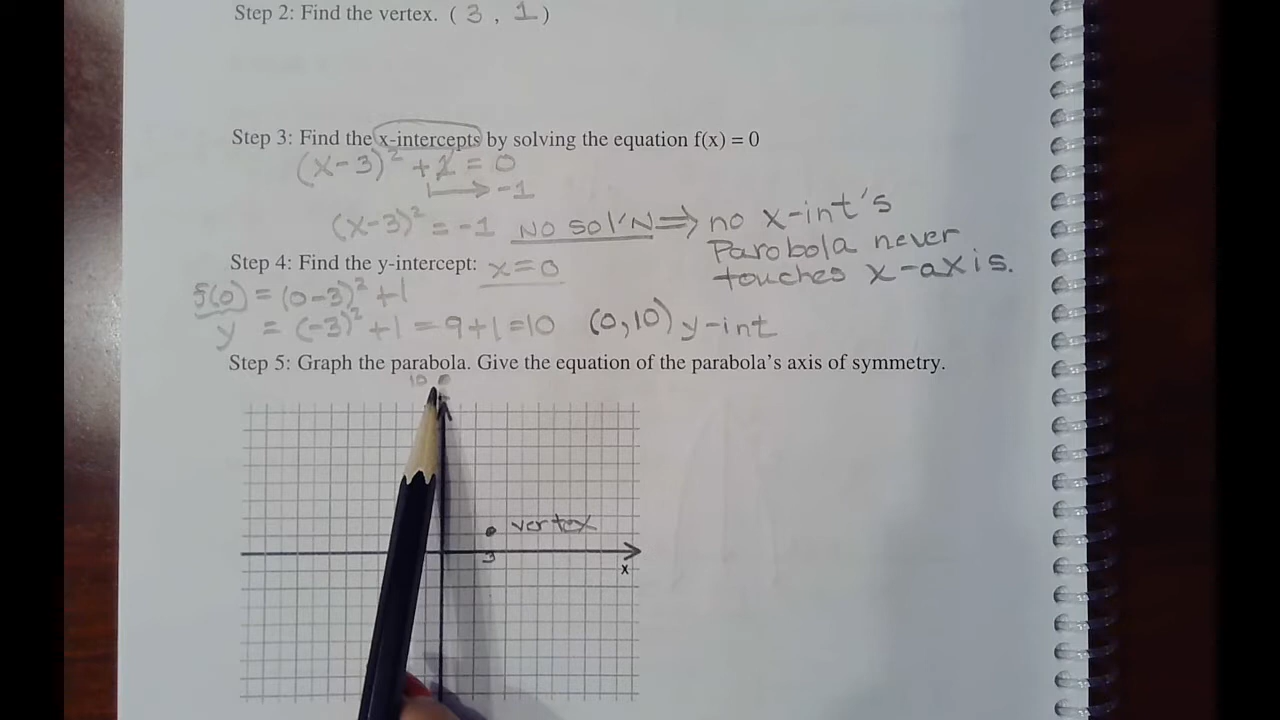 Step 2: Find the vertex. ( 3 , 1 )
Step 3: Find the x-intercepts by solving the equation f(x) = 0
(x-3)² + 1 = 0
→ -1
(x-3)² = -1 No sol'N ⇒ no x-int's
Parabola never
touches x-axis.
Step 4: Find the y-intercept: x=0
f(0) = (0-3)² +1
y = (-3)² +1 = 9+1 =10 (0,10) y-int
Step 5: Graph the parabola. Give the equation of the parabola's axis of symmetry.
10
vertex
3
x